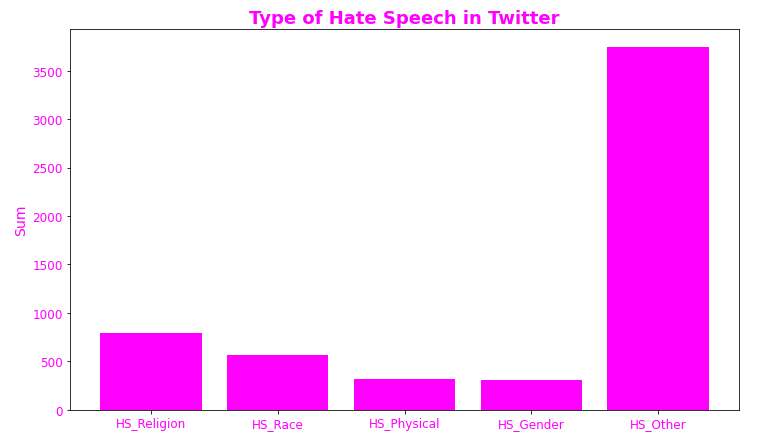 Type of Hate Speech in Twitter
3500
3000
2500
2000
1500
1000
500
0
Sum
HS_Religion HS_Race HS_Physical HS_Gender HS_Other